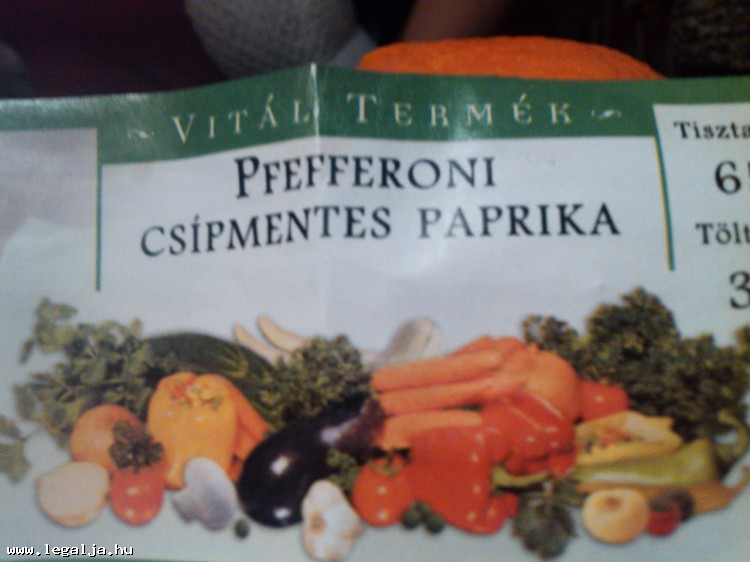 VITÁL TERMÉK
PFEFFERONI
CSÍPMENTES PAPRIKA
Tiszta
6
Tölt
3
www.legalja.hu